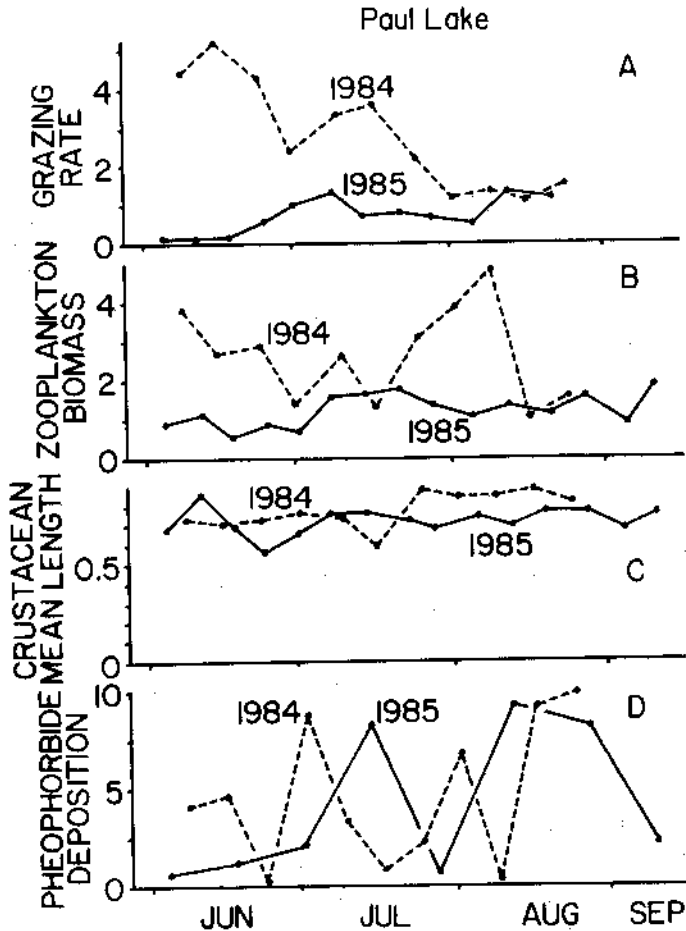 Paul Lake
A
GRAZING
RATE
4
2
0
1984
1985
B
ZOOPLANKTON
BIOMASS
4
2
0
1984
1985
C
CRUSTACEAN
MEAN LENGTH
0.5
0
1984
1985
D
PHEOPHORBIDE
DEPOSITION
10
5
0
1984
1985
JUN JUL AUG SEP